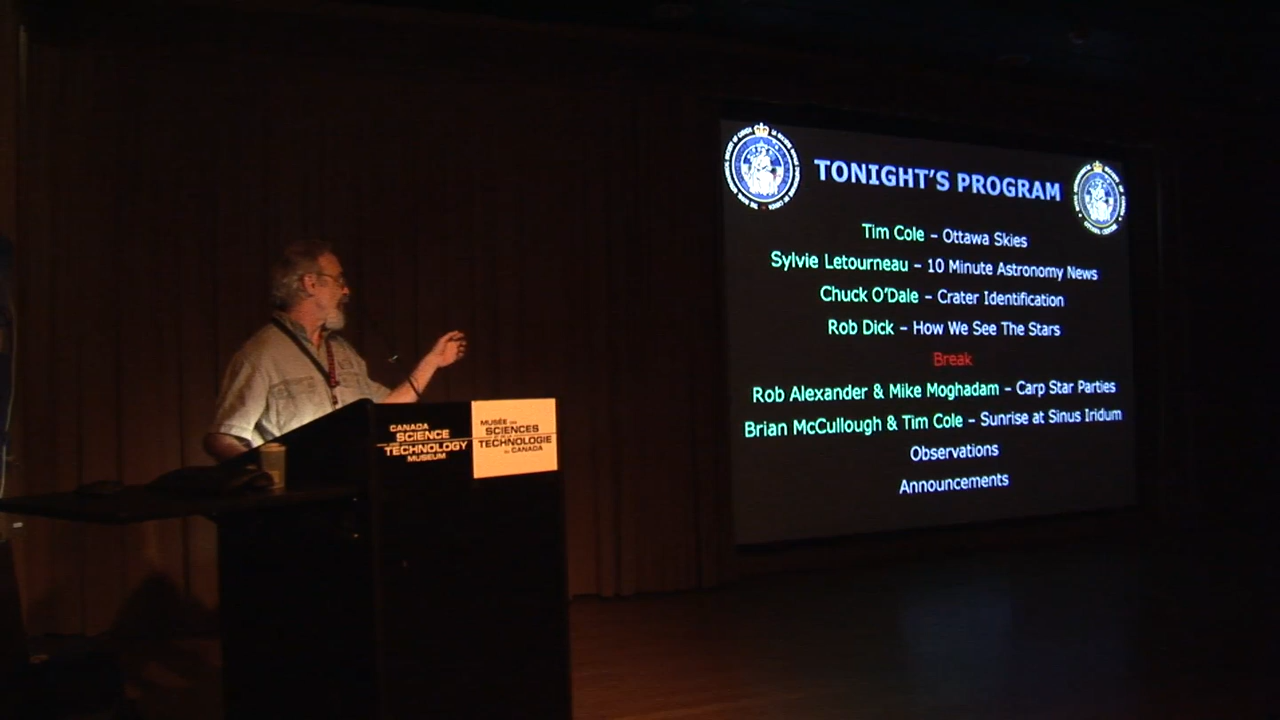 TONIGHT'S PROGRAM
Tim Cole – Ottawa Skies
Sylvie Letourneau – 10 Minute Astronomy News
Chuck O'Dale – Crater Identification
Rob Dick – How We See The Stars
Break
Rob Alexander & Mike Moghadam – Carp Star Parties
Brian McCullough & Tim Cole – Sunrise at Sinus Iridum
Observations
Announcements
CANADA
SCIENCE
TECHNOLOGY
MUSEUM
MUSÉE DES
SCIENCES
TECHNOLOGIE
DU CANADA